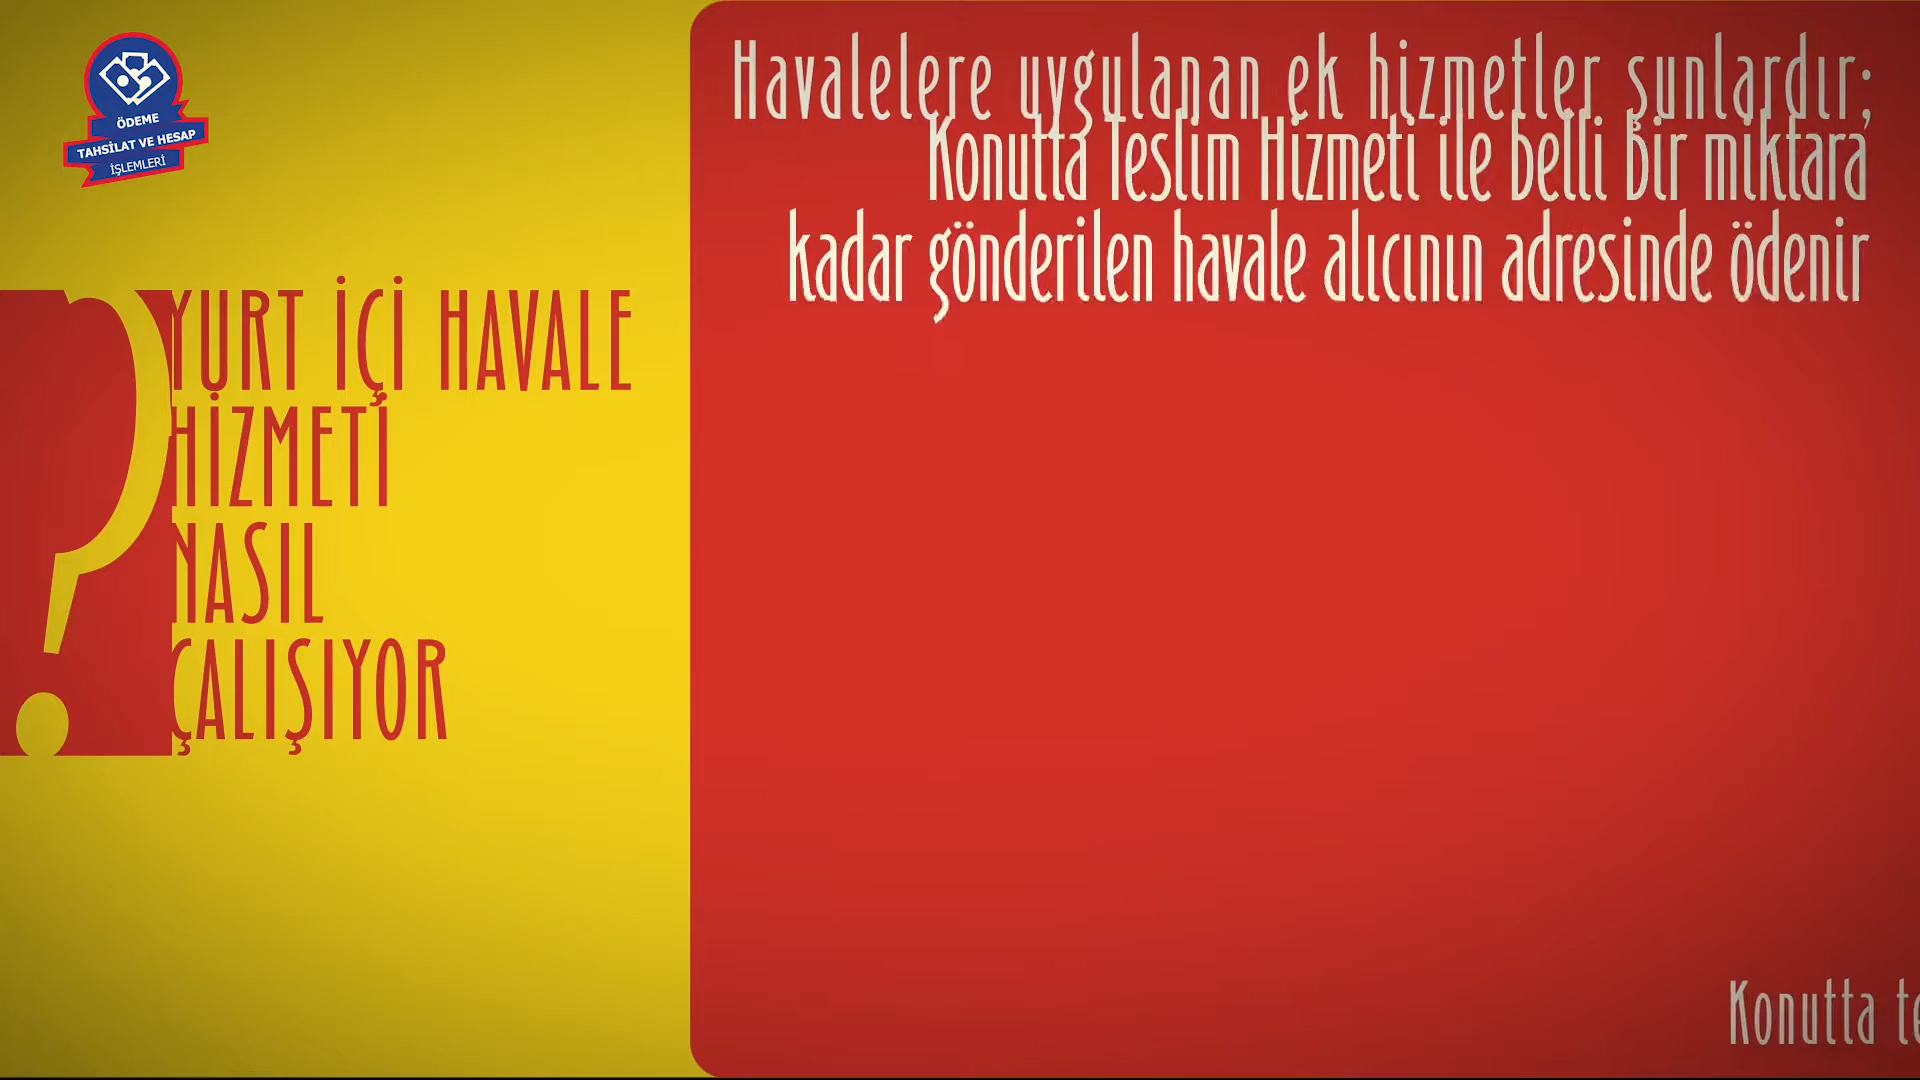 ÖDEME
TAHSİLAT VE HESAP
İŞLEMLERİ
YURT İÇİ HAVALE
HİZMETİ
NASIL
ÇALIŞIYOR
?
Havalelere uygulanan ek hizmetler şunlardır;
Konutta Teslim Hizmeti ile belli bir miktara
kadar gönderilen havale alıcının adresinde ödenir
Konutta